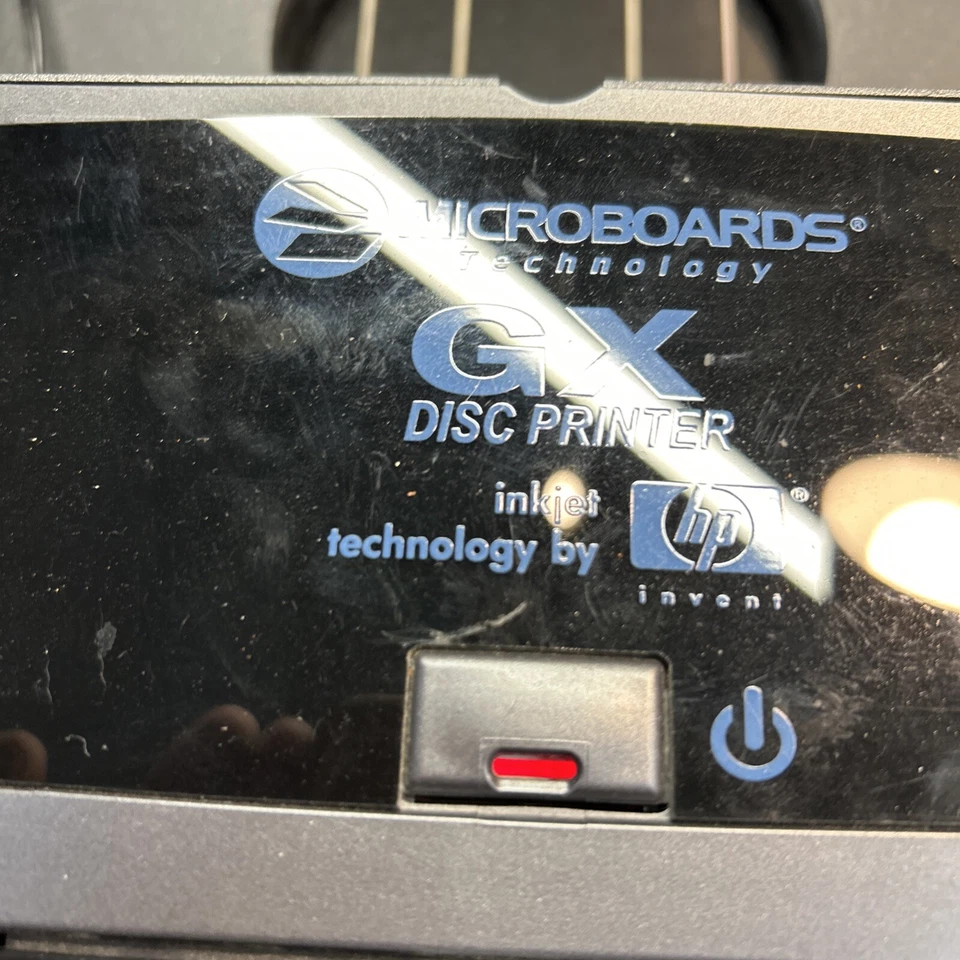 MICROBOARDS®
Technology
GX
DISC PRINTER
inkjet
technology by
hp®
invent